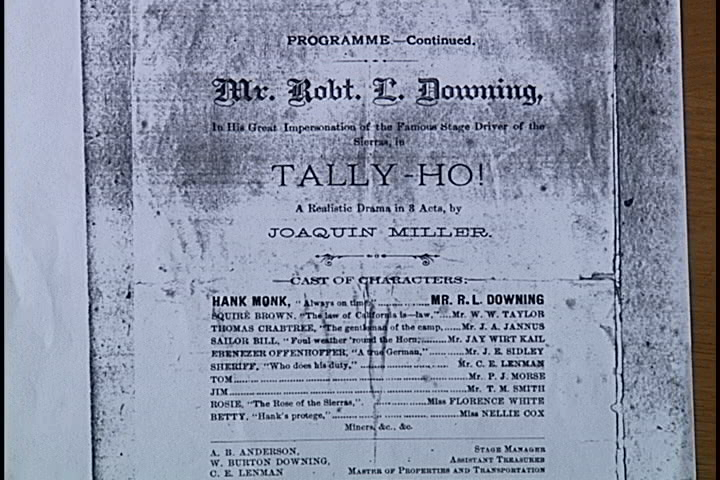 PROGRAMME.—Continued.
Mr. Robt. L. Downing,
In His Great Impersonation of the Famous Stage Driver of the
Sierras, in
TALLY-HO!
A Realistic Drama in 3 Acts, by
JOAQUIN MILLER.
CAST OF CHARACTERS:
HANK MONK, "Always on time," MR. R. L. DOWNING
SQUIRE BROWN, "The law of California is—law," Mr. W. W. TAYLOR
THOMAS CRABTREE, "The gentleman of the camp, Mr. J. A. JANNUS
SAILOR BILL, "Foul weather 'round the Horn, Mr. JAY WIRT KAIL
EBENEZER OFFENHOFFER, "A true German," Mr. J. E. SIDLEY
SHERIFF, "Who does his duty," Mr. C. E. LENMAN
TOM Mr. P. J. MORSE
JIM Mr. T. M. SMITH
ROSIE, "The Rose of the Sierras," Miss FLORENCE WHITE
BETTY, "Hank's protege," Miss NELLIE COX
Miners, &c., &c.
A. B. ANDERSON, STAGE MANAGER
W. BURTON DOWNING, ASSISTANT TREASURER
C. E. LENMAN MASTER OF PROPERTIES AND TRANSPORTATION